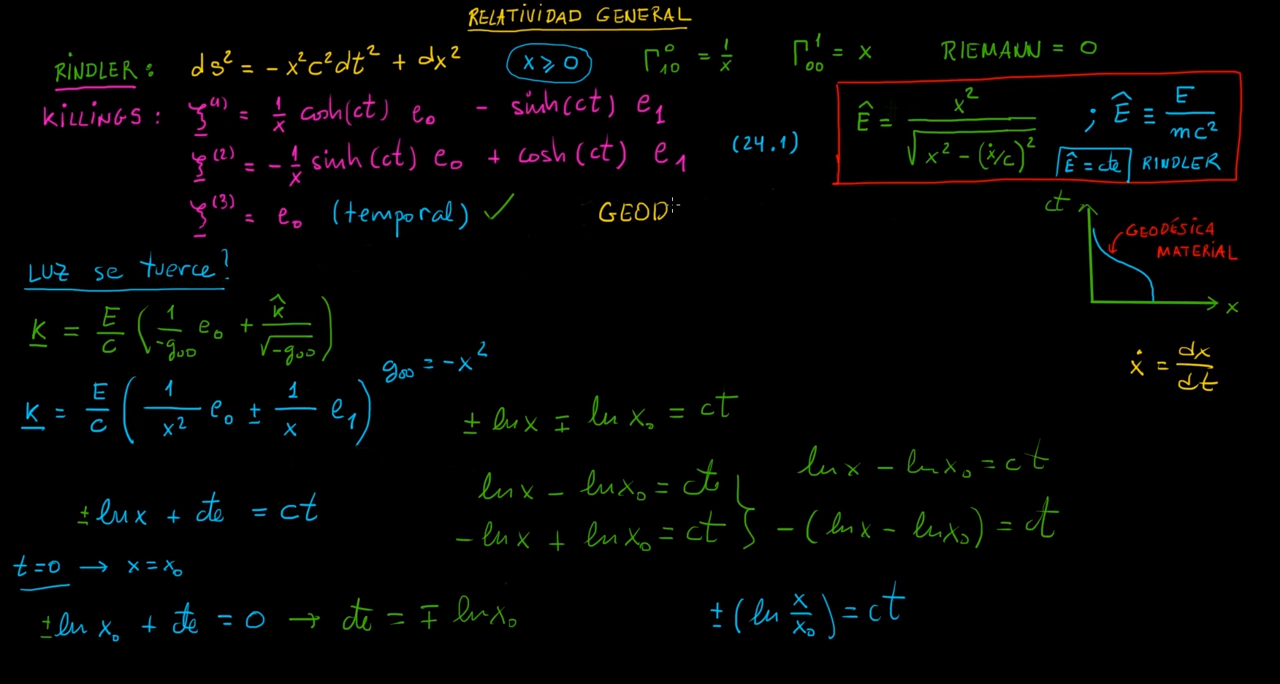 RELATIVIDAD GENERAL
RINDLER: ds² = -x²c²dt² + dx² x ⩾ 0 Γ⁰₁₀ = 1/x Γ¹₀₀ = x RIEMANN = 0
KILLINGS: ξ⁽¹⁾ = 1/x cosh(ct) e₀ - sinh(ct) e₁
ξ⁽²⁾ = -1/x sinh(ct) e₀ + cosh(ct) e₁ (24.1)
ξ⁽³⁾ = e₀ (temporal) ✓ GEOD
Ê = x²/√(x² - (ẋ/c)²) ; Ê ≡ E/mc²
Ê = cte RINDLER
ct
GEODÉSICA
MATERIAL
x
ẋ = dx/dt
LUZ se tuerce?
K = E/c (1/-g₀₀ e₀ + k̂/√-g₀₀)
g₀₀ = -x²
K = E/c (1/x² e₀ ± 1/x e₁)
± ln x + cte = ct
t=0 → x = x₀
± ln x₀ + cte = 0 → cte = ∓ ln x₀
± ln x ∓ ln x₀ = ct
ln x - ln x₀ = ct
- ln x + ln x₀ = ct
ln x - ln x₀ = ct
- (ln x - ln x₀) = ct
± (ln x/x₀) = ct